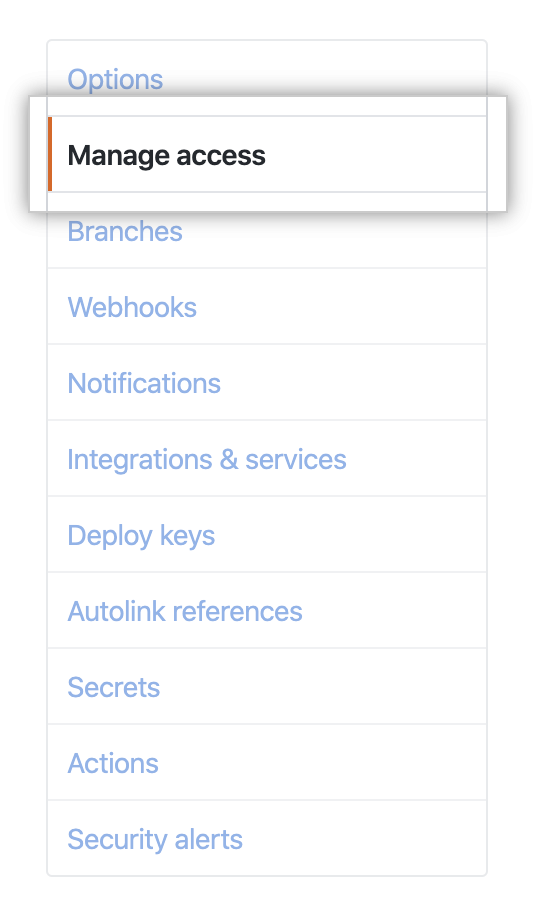 Options
Manage access
Branches
Webhooks
Notifications
Integrations & services
Deploy keys
Autolink references
Secrets
Actions
Security alerts